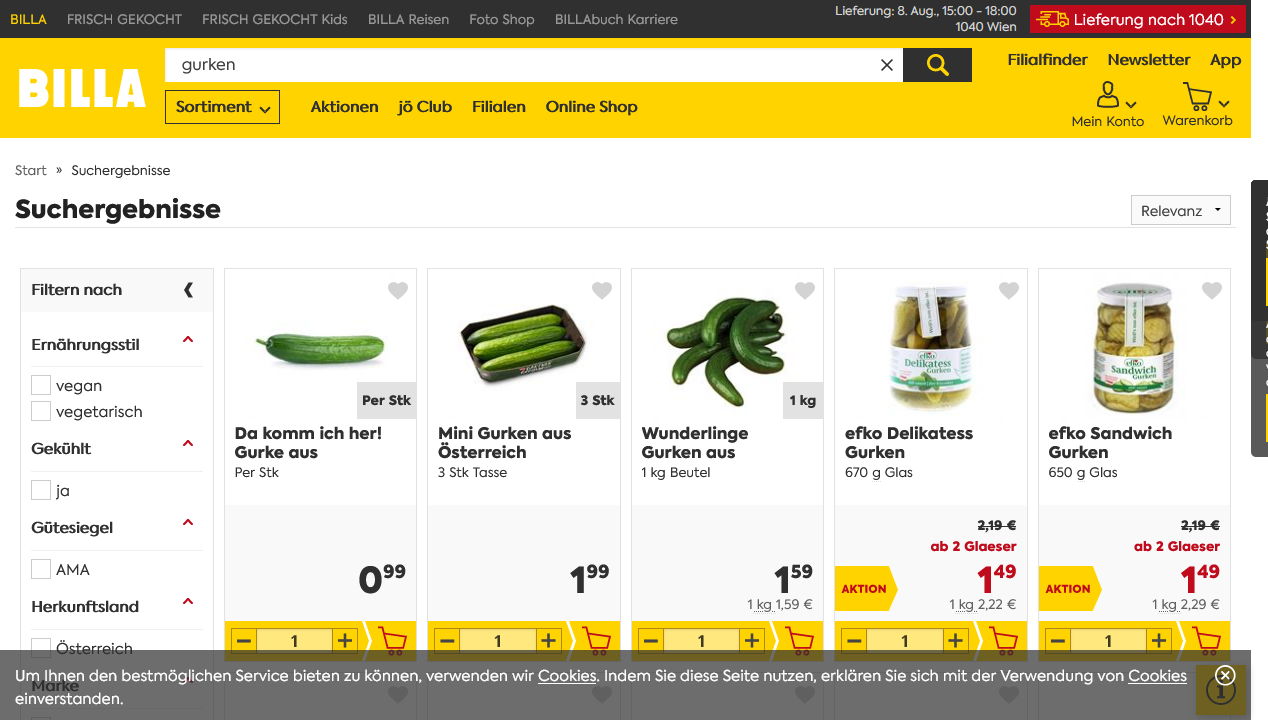 BILLA FRISCH GEKOCHT FRISCH GEKOCHT Kids BILLA Reisen Foto Shop BILLAbuch Karriere
Lieferung: 8. Aug., 15:00 - 18:00
1040 Wien
Lieferung nach 1040
BILLA
gurken
Filialfinder Newsletter App
Sortiment Aktionen jö Club Filialen Online Shop
Mein Konto Warenkorb
Start » Suchergebnisse
Suchergebnisse
Relevanz
Filtern nach
Ernährungsstil
vegan
vegetarisch
Gekühlt
ja
Gütesiegel
AMA
Herkunftsland
Österreich
Marke
Per Stk
Da komm ich her!
Gurke aus
Per Stk
0 99
1
3 Stk
Mini Gurken aus
Österreich
3 Stk Tasse
1 99
1
1 kg
Wunderlinge
Gurken aus
1 kg Beutel
1 59
1 kg 1,59 €
1
efko
Delikatess
Gurken
efko Delikatess
Gurken
670 g Glas
2,19 €
ab 2 Glaeser
AKTION
1 49
1 kg 2,22 €
1
efko
Sandwich
Gurken
efko Sandwich
Gurken
650 g Glas
2,19 €
ab 2 Glaeser
AKTION
1 49
1 kg 2,29 €
1
Um Ihnen den bestmöglichen Service bieten zu können, verwenden wir Cookies. Indem Sie diese Seite nutzen, erklären Sie sich mit der Verwendung von Cookies
einverstanden.